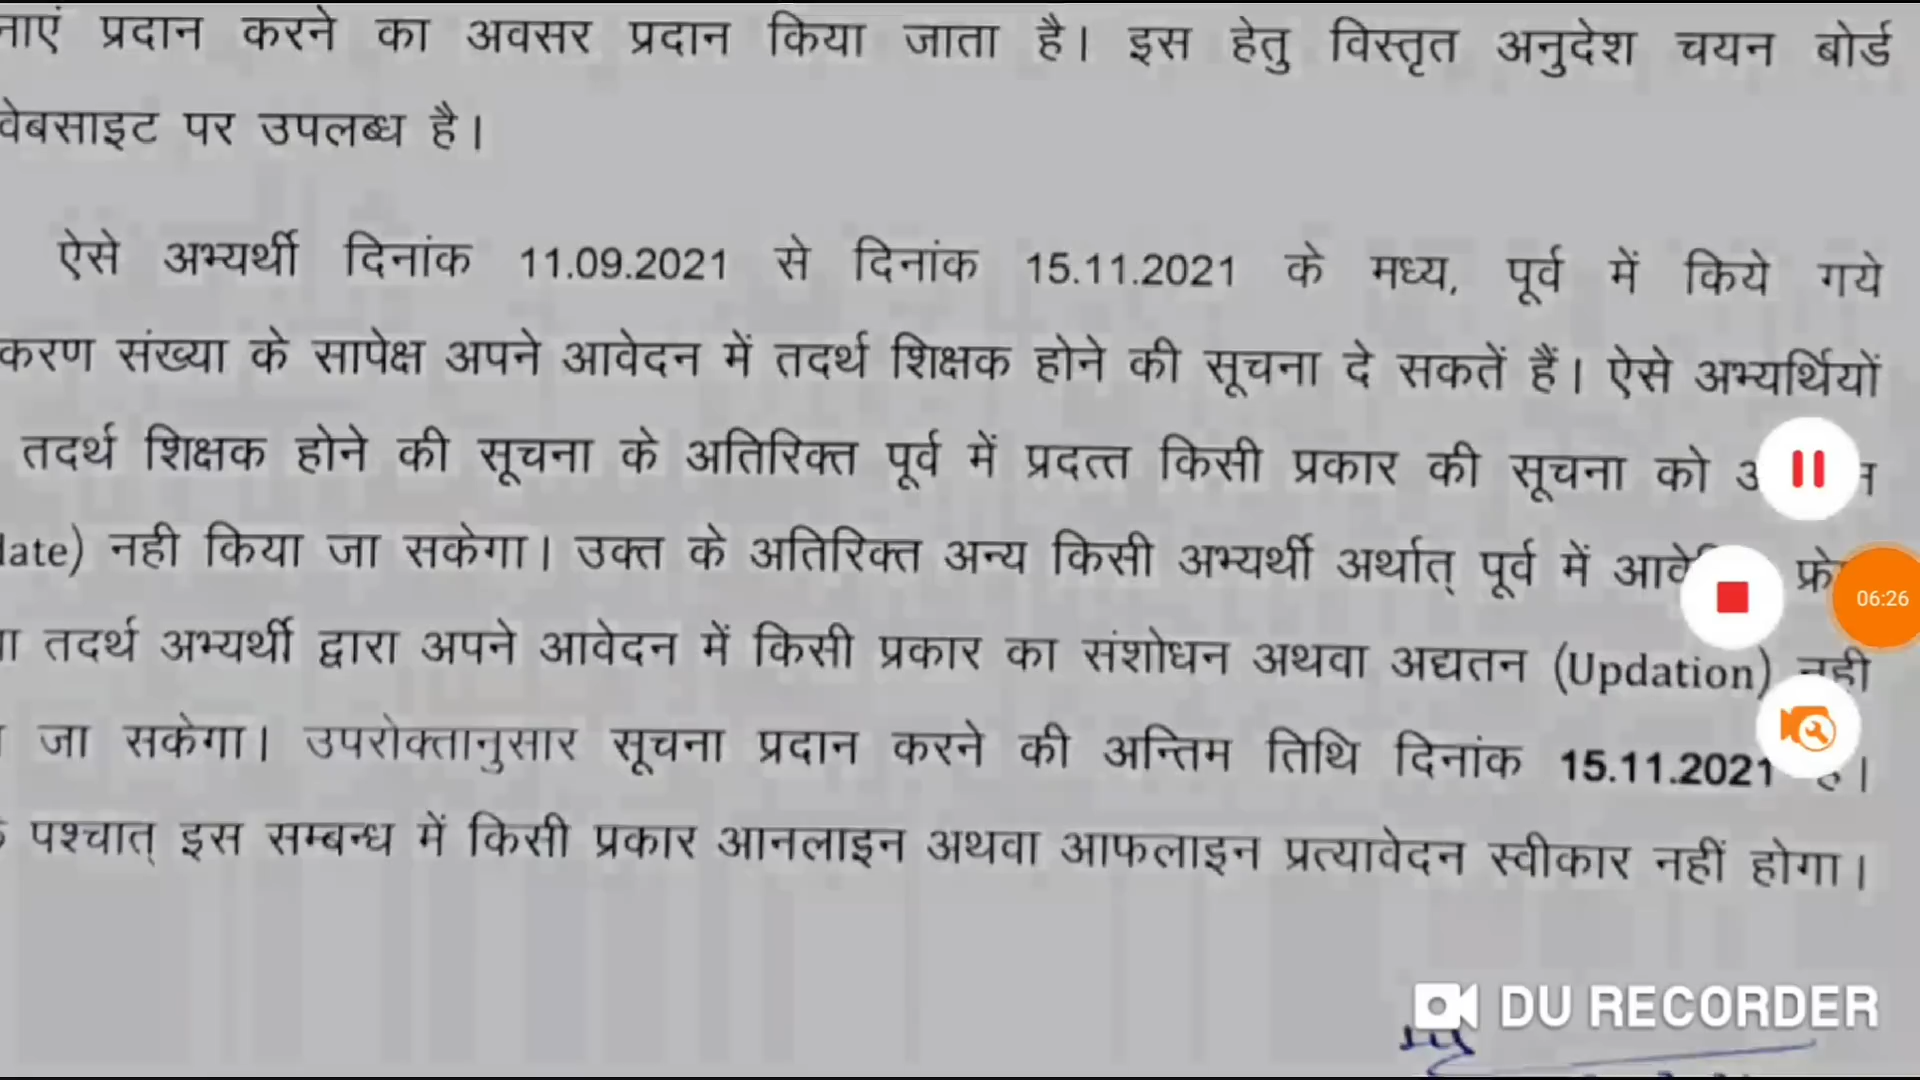 नाएं प्रदान करने का अवसर प्रदान किया जाता है। इस हेतु विस्तृत अनुदेश चयन बोर्ड
वेबसाइट पर उपलब्ध है।
ऐसे अभ्यर्थी दिनांक 11.09.2021 से दिनांक 15.11.2021 के मध्य, पूर्व में किये गये
करण संख्या के सापेक्ष अपने आवेदन में तदर्थ शिक्षक होने की सूचना दे सकतें हैं। ऐसे अभ्यर्थियों
तदर्थ शिक्षक होने की सूचना के अतिरिक्त पूर्व में प्रदत्त किसी प्रकार की सूचना को
late) नही किया जा सकेगा। उक्त के अतिरिक्त अन्य किसी अभ्यर्थी अर्थात् पूर्व में
06:26
तदर्थ अभ्यर्थी द्वारा अपने आवेदन में किसी प्रकार का संशोधन अथवा अद्यतन (Updation) नही
जा सकेगा। उपरोक्तानुसार सूचना प्रदान करने की अन्तिम तिथि दिनांक 15.11.2021 है।
पश्चात् इस सम्बन्ध में किसी प्रकार आनलाइन अथवा आफलाइन प्रत्यावेदन स्वीकार नहीं होगा।
DU RECORDER